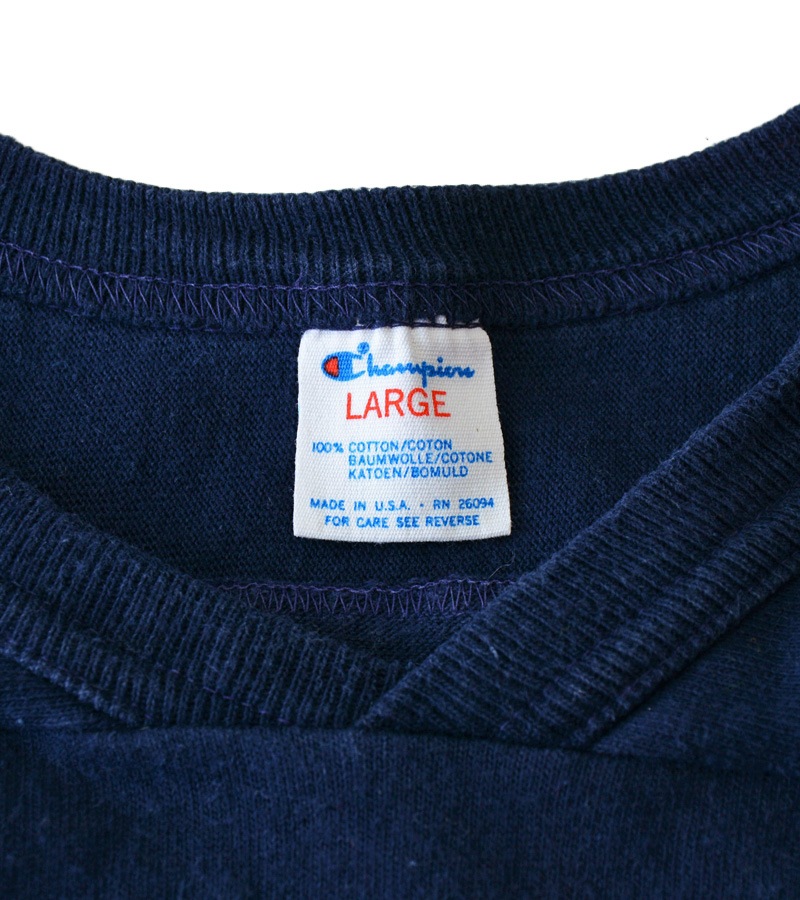 Champion
LARGE
100% COTTON/COTON
BAUMWOLLE/COTONE
KATOEN/BOMULD
MADE IN U.S.A. • RN 26094
FOR CARE SEE REVERSE